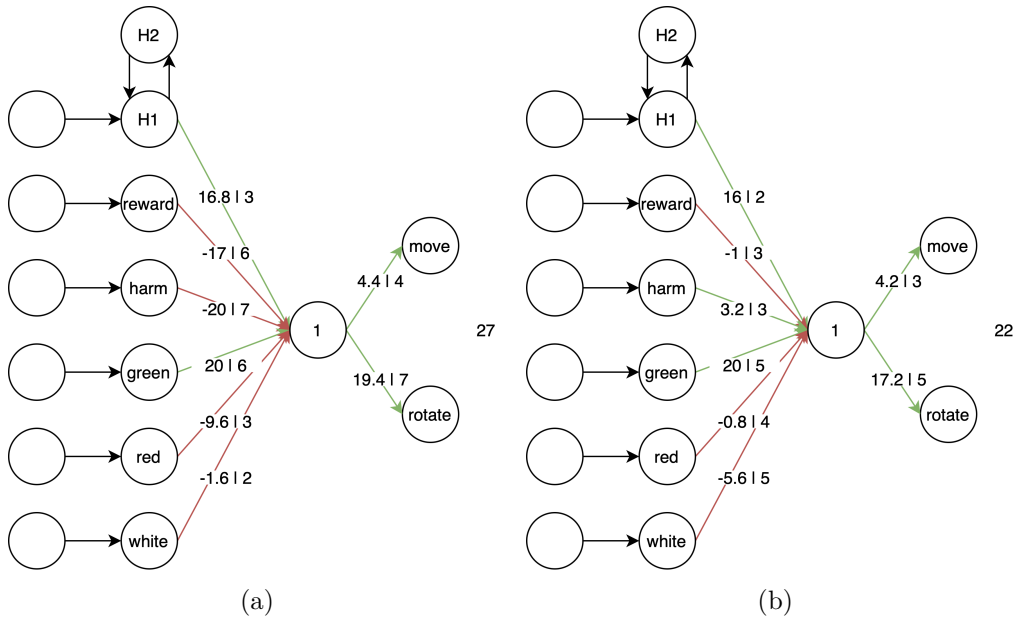 H2
H1
reward
harm
green
red
white
16.8 | 3
-17 | 6
-20 | 7
20 | 6
-9.6 | 3
-1.6 | 2
1
4.4 | 4
19.4 | 7
move
rotate
27
(a)
H2
H1
reward
harm
green
red
white
16 | 2
-1 | 3
3.2 | 3
20 | 5
-0.8 | 4
-5.6 | 5
1
4.2 | 3
17.2 | 5
move
rotate
22
(b)